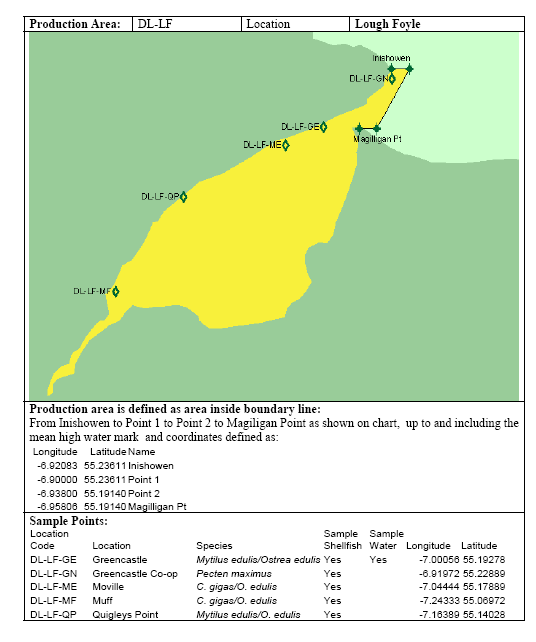 Production Area: DL-LF Location Lough Foyle
Inishowen
DL-LF-GN
DL-LF-GE
Magilligan Pt
DL-LF-ME
DL-LF-QP
DL-LF-MF
Production area is defined as area inside boundary line:
From Inishowen to Point 1 to Point 2 to Magiligan Point as shown on chart, up to and including the
mean high water mark and coordinates defined as:
Longitude Latitude Name
-6.92083 55.23611 Inishowen
-6.90000 55.23611 Point 1
-6.93800 55.19140 Point 2
-6.95806 55.19140 Magilligan Pt
Sample Points:
Location Sample Sample
Code Location Species Shellfish Water Longitude Latitude
DL-LF-GE Greencastle Mytilus edulis/Ostrea edulis Yes Yes -7.00056 55.19278
DL-LF-GN Greencastle Co-op Pecten maximus Yes -6.91972 55.22889
DL-LF-ME Moville C. gigas/O. edulis Yes -7.04444 55.17889
DL-LF-MF Muff C. gigas/O. edulis Yes -7.24333 55.06972
DL-LF-QP Quigleys Point Mytilus edulis/O. edulis Yes -7.16389 55.14028